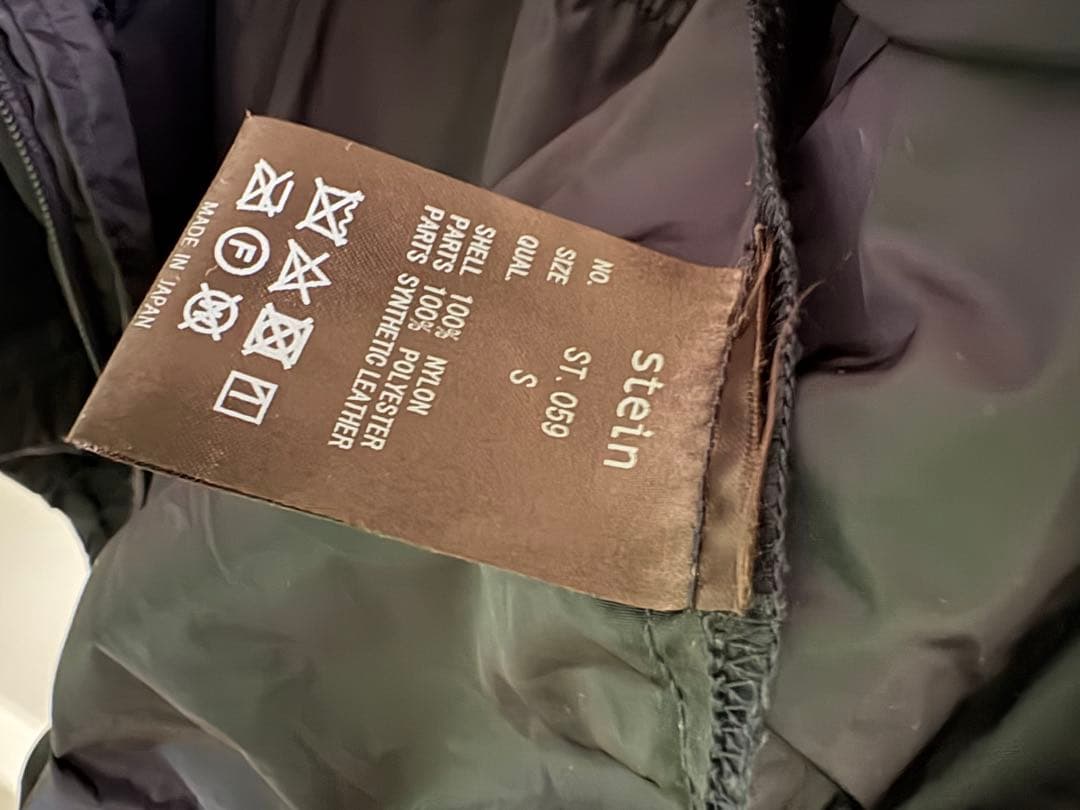 stein
NO. ST. 059
SIZE S
QUAL.
SHELL 100% NYLON
PARTS 100% POLYESTER
PARTS SYNTHETIC LEATHER
F
W
MADE IN JAPAN